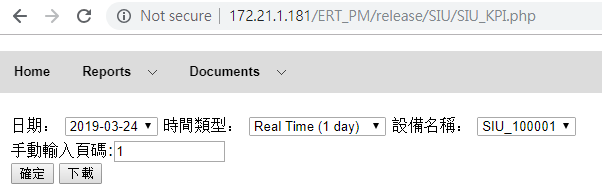 Not secure | 172.21.1.181/ERT_PM/release/SIU/SIU_KPI.php
Home Reports Documents
日期： 2019-03-24 時間類型： Real Time (1 day) 設備名稱： SIU_100001
手動輸入頁碼:1
確定 下載